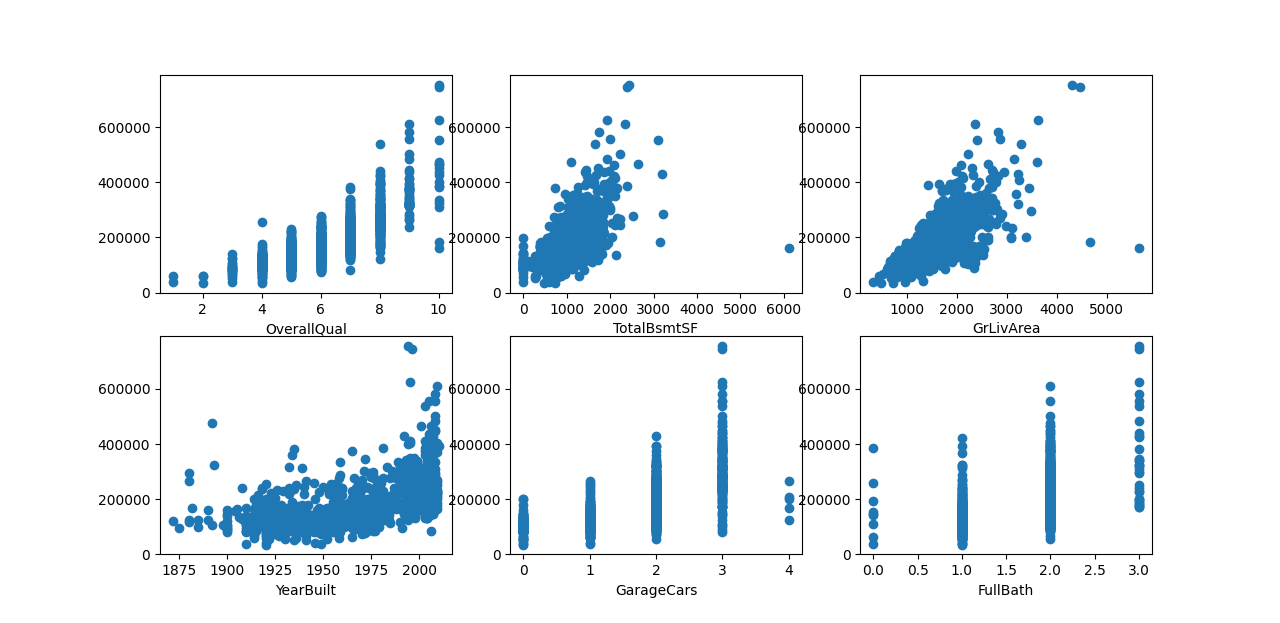 600000
400000
200000
0
2 4 6 8 10
OverallQual
600000
400000
200000
0
0 1000 2000 3000 4000 5000 6000
TotalBsmtSF
600000
400000
200000
0
1000 2000 3000 4000 5000
GrLivArea
600000
400000
200000
0
1875 1900 1925 1950 1975 2000
YearBuilt
600000
400000
200000
0
0 1 2 3 4
GarageCars
600000
400000
200000
0
0.0 0.5 1.0 1.5 2.0 2.5 3.0
FullBath